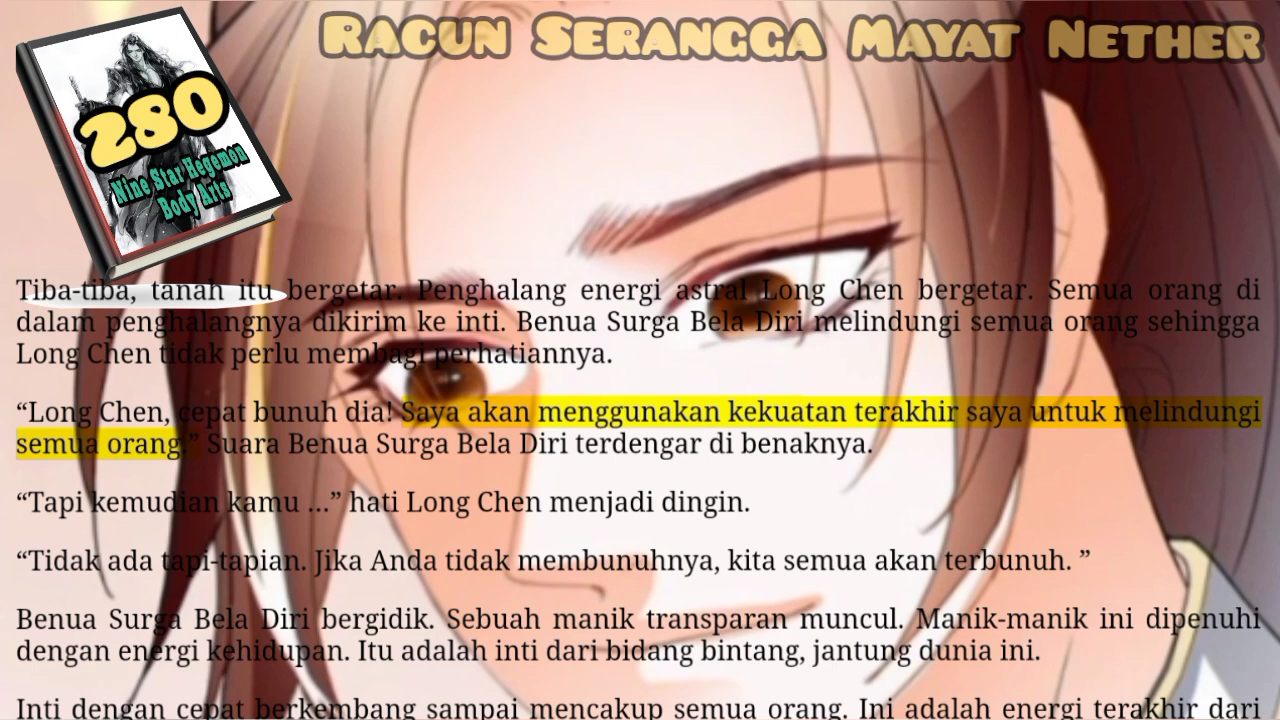 RACUN SERANGGA MAYAT NETHER
280
Nine Star Hegemon
Body Arts
Tiba-tiba, tanah itu bergetar. Penghalang energi astral Long Chen bergetar. Semua orang di
dalam penghalangnya dikirim ke inti. Benua Surga Bela Diri melindungi semua orang sehingga
Long Chen tidak perlu membagi perhatiannya.
“Long Chen, cepat bunuh dia! Saya akan menggunakan kekuatan terakhir saya untuk melindungi
semua orang.” Suara Benua Surga Bela Diri terdengar di benaknya.
“Tapi kemudian kamu ...” hati Long Chen menjadi dingin.
“Tidak ada tapi-tapian. Jika Anda tidak membunuhnya, kita semua akan terbunuh. ”
Benua Surga Bela Diri bergidik. Sebuah manik transparan muncul. Manik-manik ini dipenuhi
dengan energi kehidupan. Itu adalah inti dari bidang bintang, jantung dunia ini.
Inti dengan cepat berkembang sampai mencakup semua orang. Ini adalah energi terakhir dari